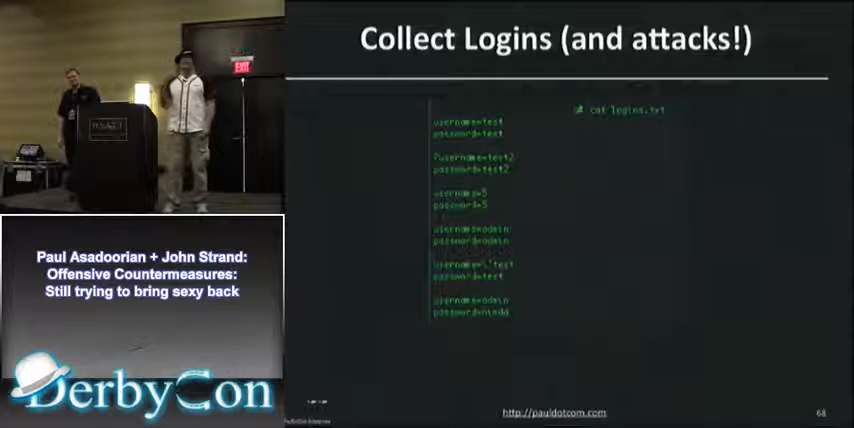 Collect Logins (and attacks!)
cat logins.txt
username=test
password=test
?username=test2
password=test2
username=5
password=5
username=admin
password=admin
password=test
username=admin
EXIT
HYATT
Paul Asadoorian + John Strand:
Offensive Countermeasures:
Still trying to bring sexy back
DerbyCon
http://pauldotcom.com
68